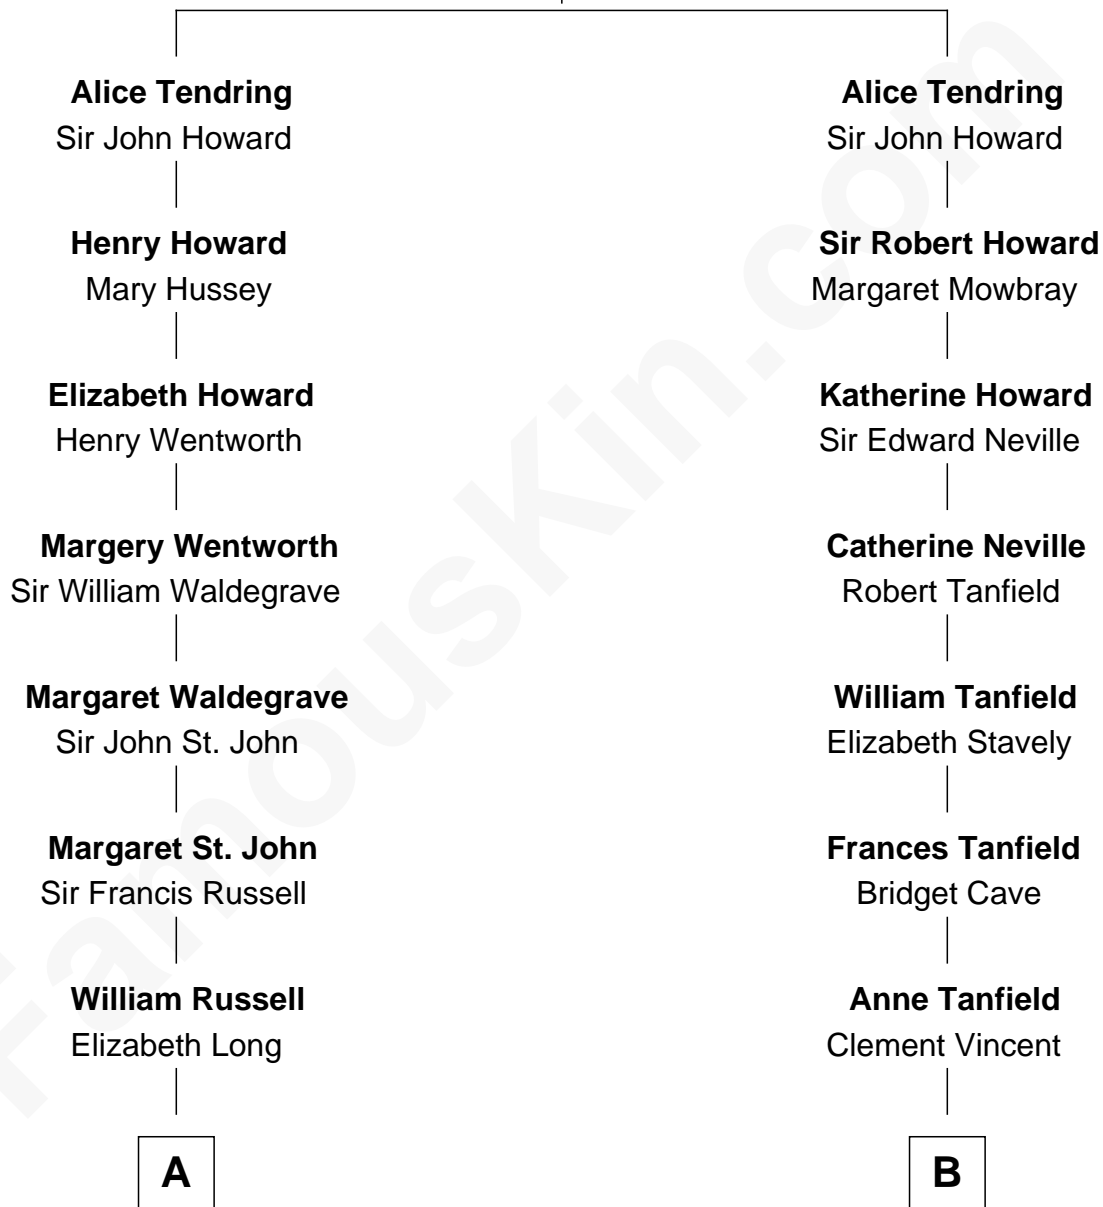 Alice Tendring
Sir John Howard
Henry Howard
Mary Hussey
Elizabeth Howard
Henry Wentworth
Margery Wentworth
Sir William Waldegrave
Margaret Waldegrave
Sir John St. John
Margaret St. John
Sir Francis Russell
William Russell
Elizabeth Long
A
Alice Tendring
Sir John Howard
Sir Robert Howard
Margaret Mowbray
Katherine Howard
Sir Edward Neville
Catherine Neville
Robert Tanfield
William Tanfield
Elizabeth Stavely
Frances Tanfield
Bridget Cave
Anne Tanfield
Clement Vincent
B
FamousKin.com